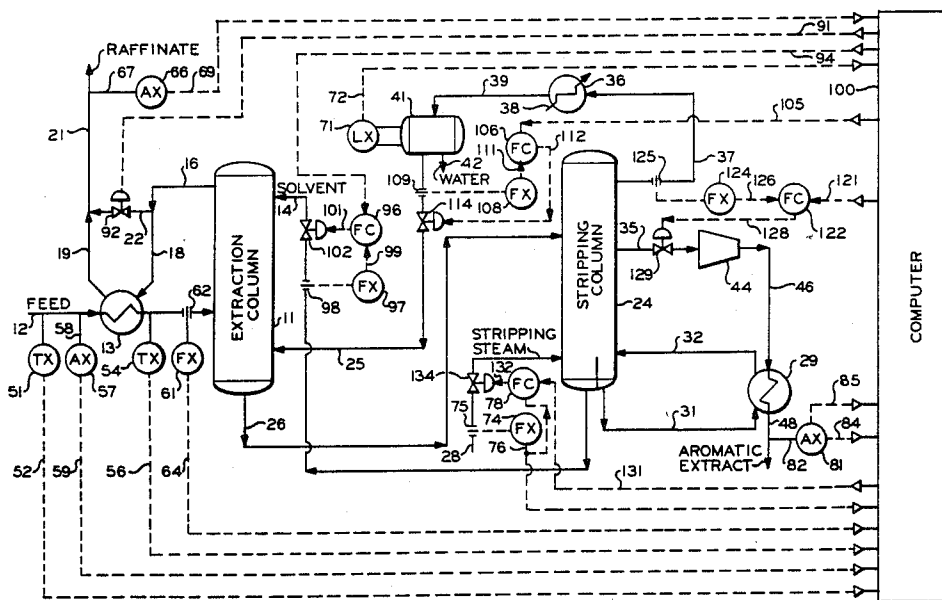 RAFFINATE
67
AX
66
69
91
94
100
COMPUTER
21
72
41
39
36
38
71
LX
105
106
FC
112
111
42
WATER
109
FX
108
114
37
16
SOLVENT
14
101
96
FC
102
99
98
FX
97
92
22
19
18
62
125
124
FX
126
FC
121
122
128
35
129
44
46
STRIPPING COLUMN
24
EXTRACTION COLUMN
11
FEED
12
58
13
TX
51
AX
57
54
TX
FX
61
25
STRIPPING
STEAM
134
132
FC
78
75
74
FX
28
76
32
29
31
48
85
84
AX
81
82
AROMATIC
EXTRACT
131
26
52
59
56
64